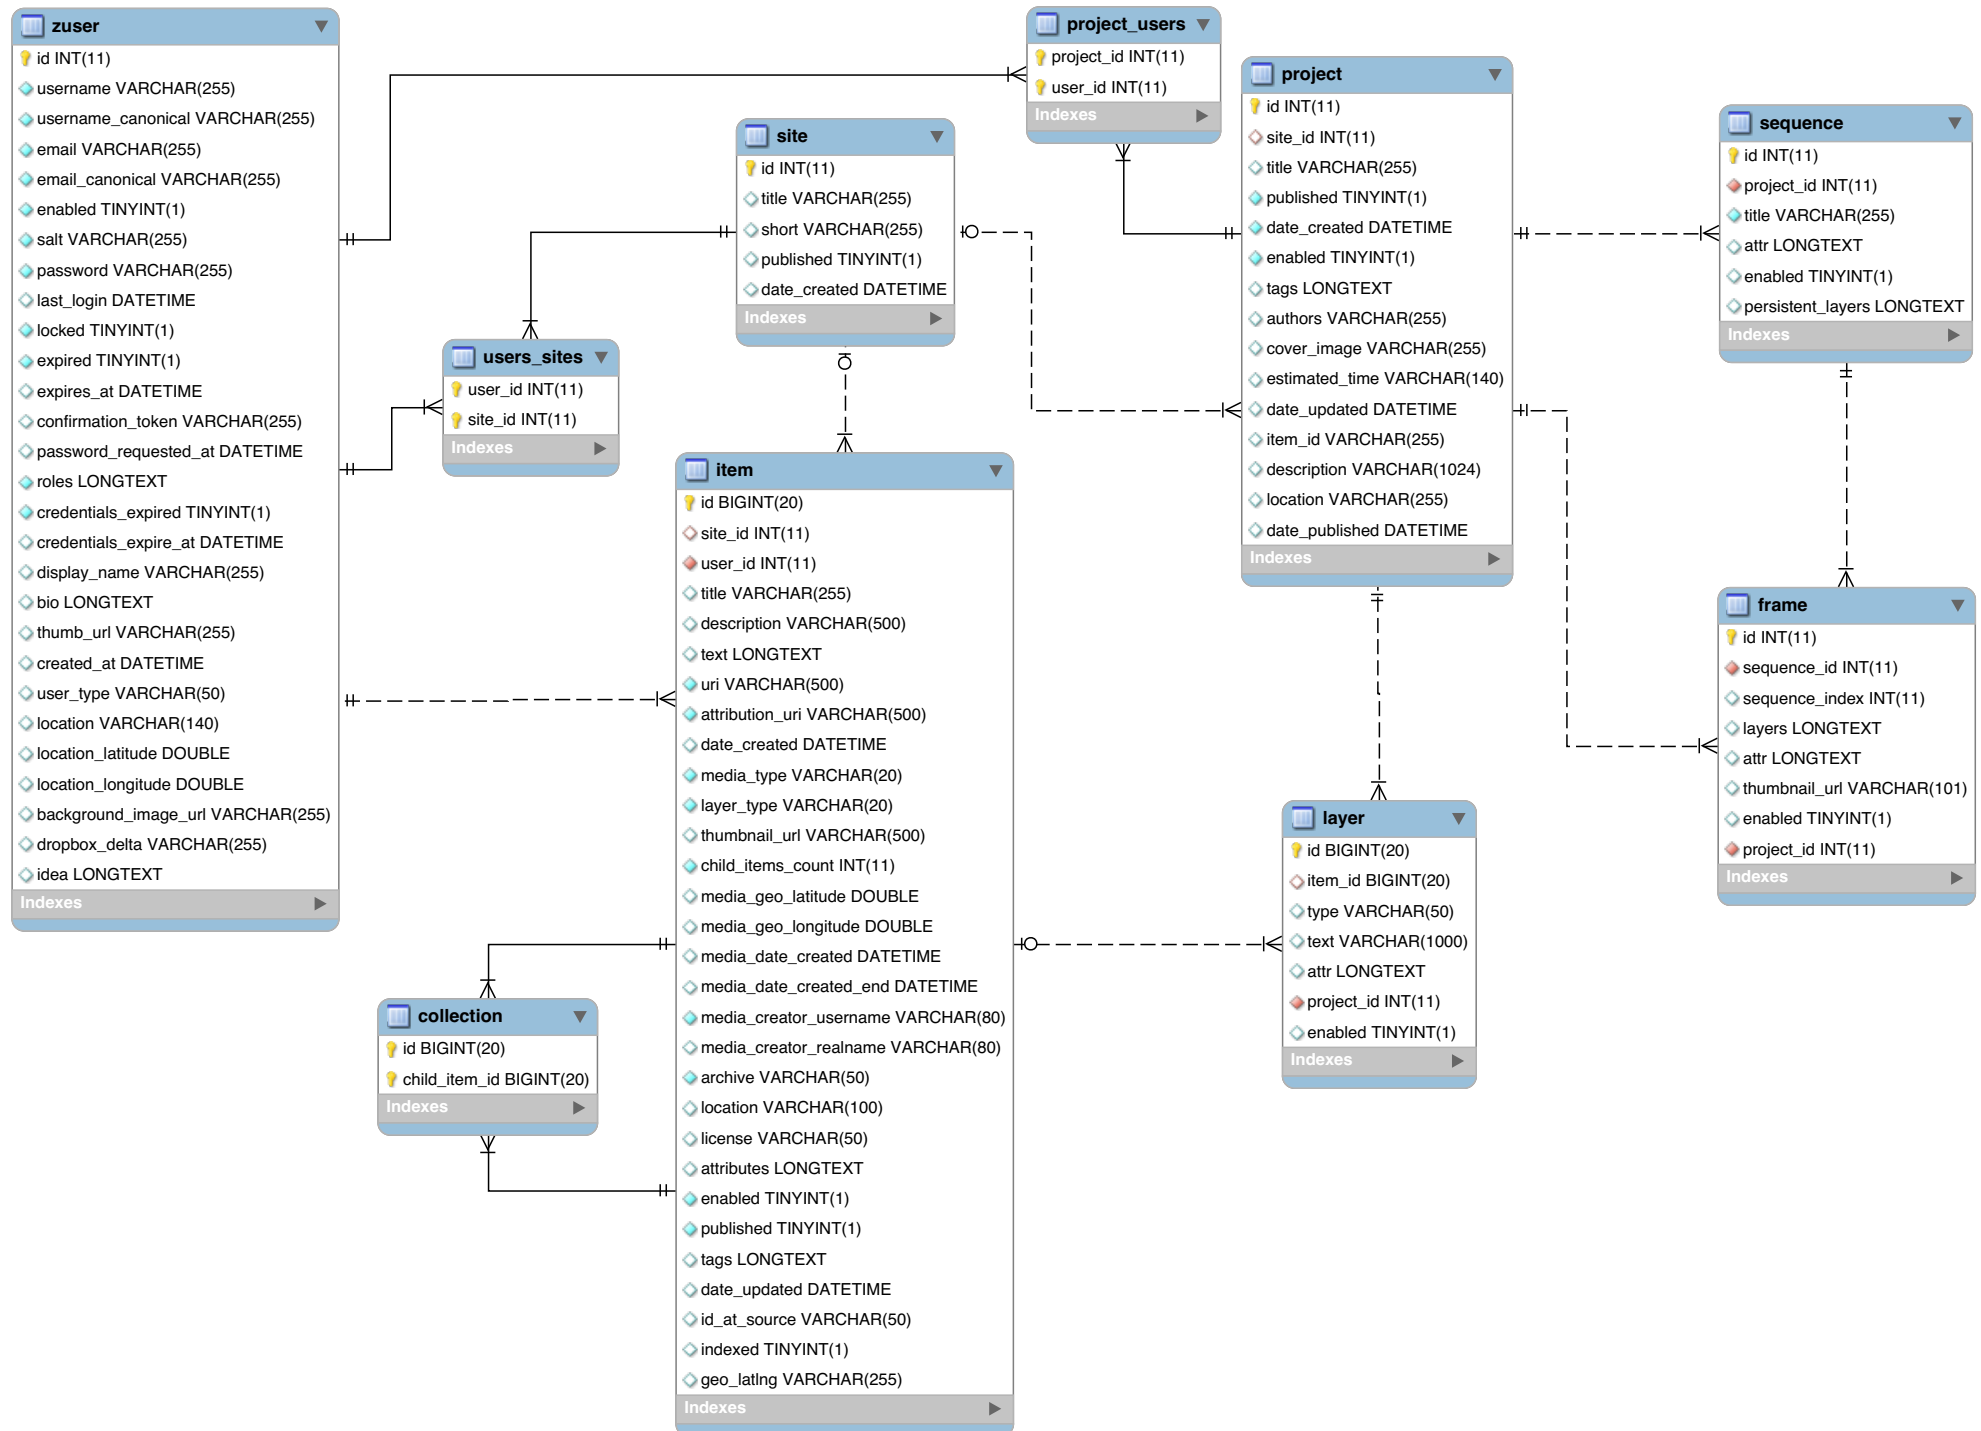 zuser
id INT(11)
username VARCHAR(255)
username_canonical VARCHAR(255)
email VARCHAR(255)
email_canonical VARCHAR(255)
enabled TINYINT(1)
salt VARCHAR(255)
password VARCHAR(255)
last_login DATETIME
locked TINYINT(1)
expired TINYINT(1)
expires_at DATETIME
confirmation_token VARCHAR(255)
password_requested_at DATETIME
roles LONGTEXT
credentials_expired TINYINT(1)
credentials_expire_at DATETIME
display_name VARCHAR(255)
bio LONGTEXT
thumb_url VARCHAR(255)
created_at DATETIME
user_type VARCHAR(50)
location VARCHAR(140)
location_latitude DOUBLE
location_longitude DOUBLE
background_image_url VARCHAR(255)
dropbox_delta VARCHAR(255)
idea LONGTEXT
Indexes
users_sites
user_id INT(11)
site_id INT(11)
Indexes
collection
id BIGINT(20)
child_item_id BIGINT(20)
Indexes
site
id INT(11)
title VARCHAR(255)
short VARCHAR(255)
published TINYINT(1)
date_created DATETIME
Indexes
item
id BIGINT(20)
site_id INT(11)
user_id INT(11)
title VARCHAR(255)
description VARCHAR(500)
text LONGTEXT
uri VARCHAR(500)
attribution_uri VARCHAR(500)
date_created DATETIME
media_type VARCHAR(20)
layer_type VARCHAR(20)
thumbnail_url VARCHAR(500)
child_items_count INT(11)
media_geo_latitude DOUBLE
media_geo_longitude DOUBLE
media_date_created DATETIME
media_date_created_end DATETIME
media_creator_username VARCHAR(80)
media_creator_realname VARCHAR(80)
archive VARCHAR(50)
location VARCHAR(100)
license VARCHAR(50)
attributes LONGTEXT
enabled TINYINT(1)
published TINYINT(1)
tags LONGTEXT
date_updated DATETIME
id_at_source VARCHAR(50)
indexed TINYINT(1)
geo_latlng VARCHAR(255)
Indexes
project_users
project_id INT(11)
user_id INT(11)
Indexes
project
id INT(11)
site_id INT(11)
title VARCHAR(255)
published TINYINT(1)
date_created DATETIME
enabled TINYINT(1)
tags LONGTEXT
authors VARCHAR(255)
cover_image VARCHAR(255)
estimated_time VARCHAR(140)
date_updated DATETIME
item_id VARCHAR(255)
description VARCHAR(1024)
location VARCHAR(255)
date_published DATETIME
Indexes
layer
id BIGINT(20)
item_id BIGINT(20)
type VARCHAR(50)
text VARCHAR(1000)
attr LONGTEXT
project_id INT(11)
enabled TINYINT(1)
Indexes
sequence
id INT(11)
project_id INT(11)
title VARCHAR(255)
attr LONGTEXT
enabled TINYINT(1)
persistent_layers LONGTEXT
Indexes
frame
id INT(11)
sequence_id INT(11)
sequence_index INT(11)
layers LONGTEXT
attr LONGTEXT
thumbnail_url VARCHAR(101)
enabled TINYINT(1)
project_id INT(11)
Indexes